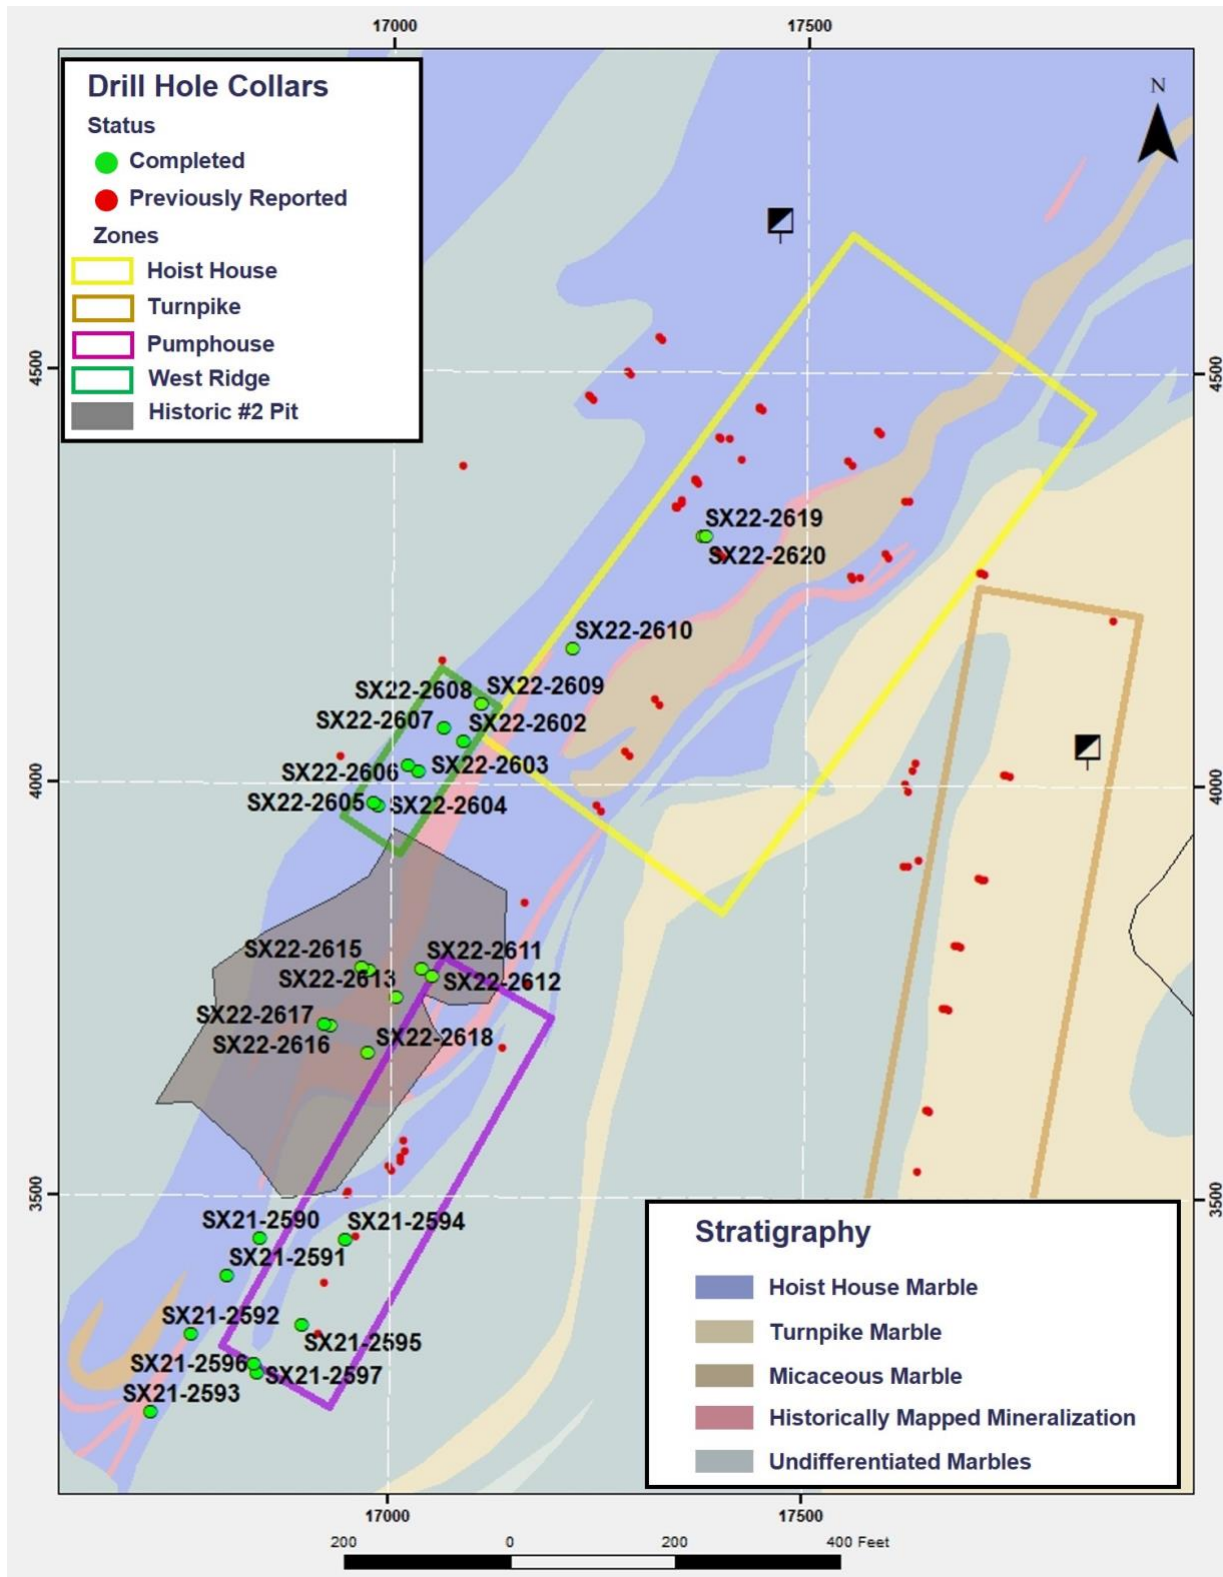 17000
17500
Drill Hole Collars
Status
Completed
Previously Reported
Zones
Hoist House
Turnpike
Pumphouse
West Ridge
Historic #2 Pit
N
4500
4500
SX22-2619
SX22-2620
SX22-2610
SX22-2608
SX22-2609
SX22-2607
SX22-2602
SX22-2606
SX22-2603
SX22-2605
SX22-2604
4000
4000
SX22-2615
SX22-2611
SX22-2613
SX22-2612
SX22-2617
SX22-2616
SX22-2618
3500
3500
SX21-2590
SX21-2594
SX21-2591
SX21-2592
SX21-2595
SX21-2596
SX21-2597
SX21-2593
Stratigraphy
Hoist House Marble
Turnpike Marble
Micaceous Marble
Historically Mapped Mineralization
Undifferentiated Marbles
17000
17500
200
0
200
400 Feet